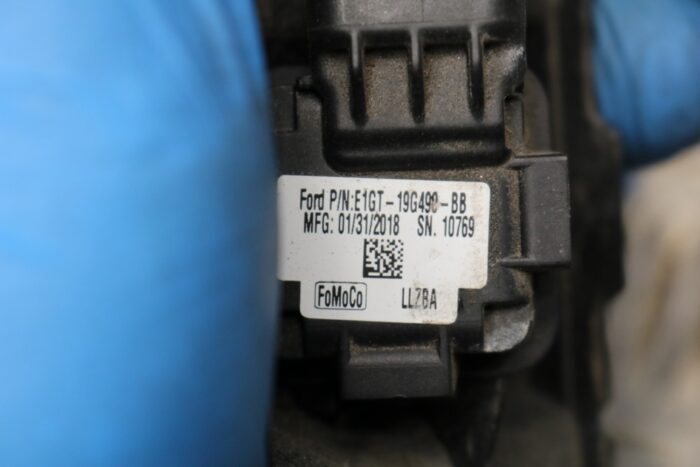 Ford P/N:E1GT-19G490-BB
MFG: 01/31/2018 SN. 10769
FoMoCo LLZBA